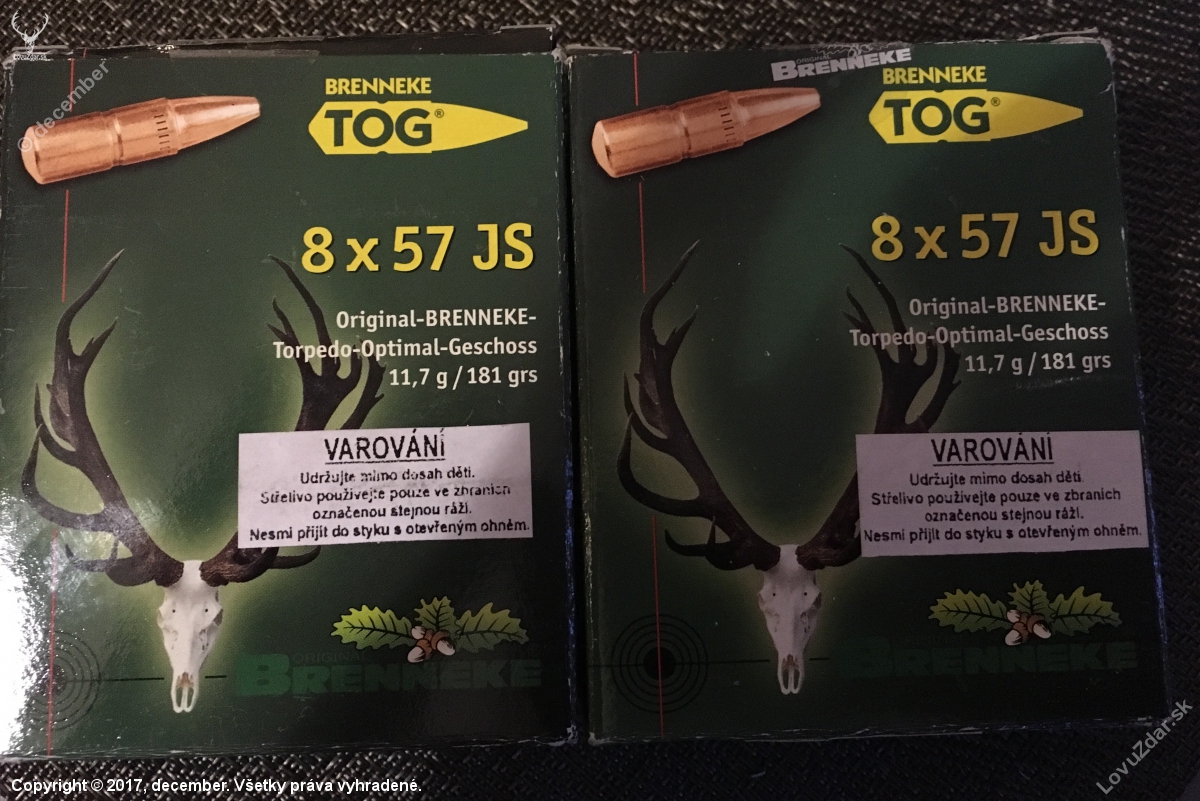 © december
BRENNEKE
TOG®
8 x 57 JS
Original-BRENNEKE-
Torpedo-Optimal-Geschoss
11,7 g / 181 grs
VAROVÁNÍ
Udržujte mimo dosah dětí.
Střelivo používejte pouze ve zbraních
označenou stejnou ráží.
Nesmí přijít do styku s otevřeným ohněm.
ORIGINAL
BRENNEKE
ORIGINAL
BRENNEKE
BRENNEKE
TOG®
8 x 57 JS
Original-BRENNEKE-
Torpedo-Optimal-Geschoss
11,7 g / 181 grs
VAROVÁNÍ
Udržujte mimo dosah dětí.
Střelivo používejte pouze ve zbraních
označenou stejnou ráží.
Nesmí přijít do styku s otevřeným ohněm.
BRENNEKE
LovuZdar.sk
Copyright © 2017, december. Všetky práva vyhradené.